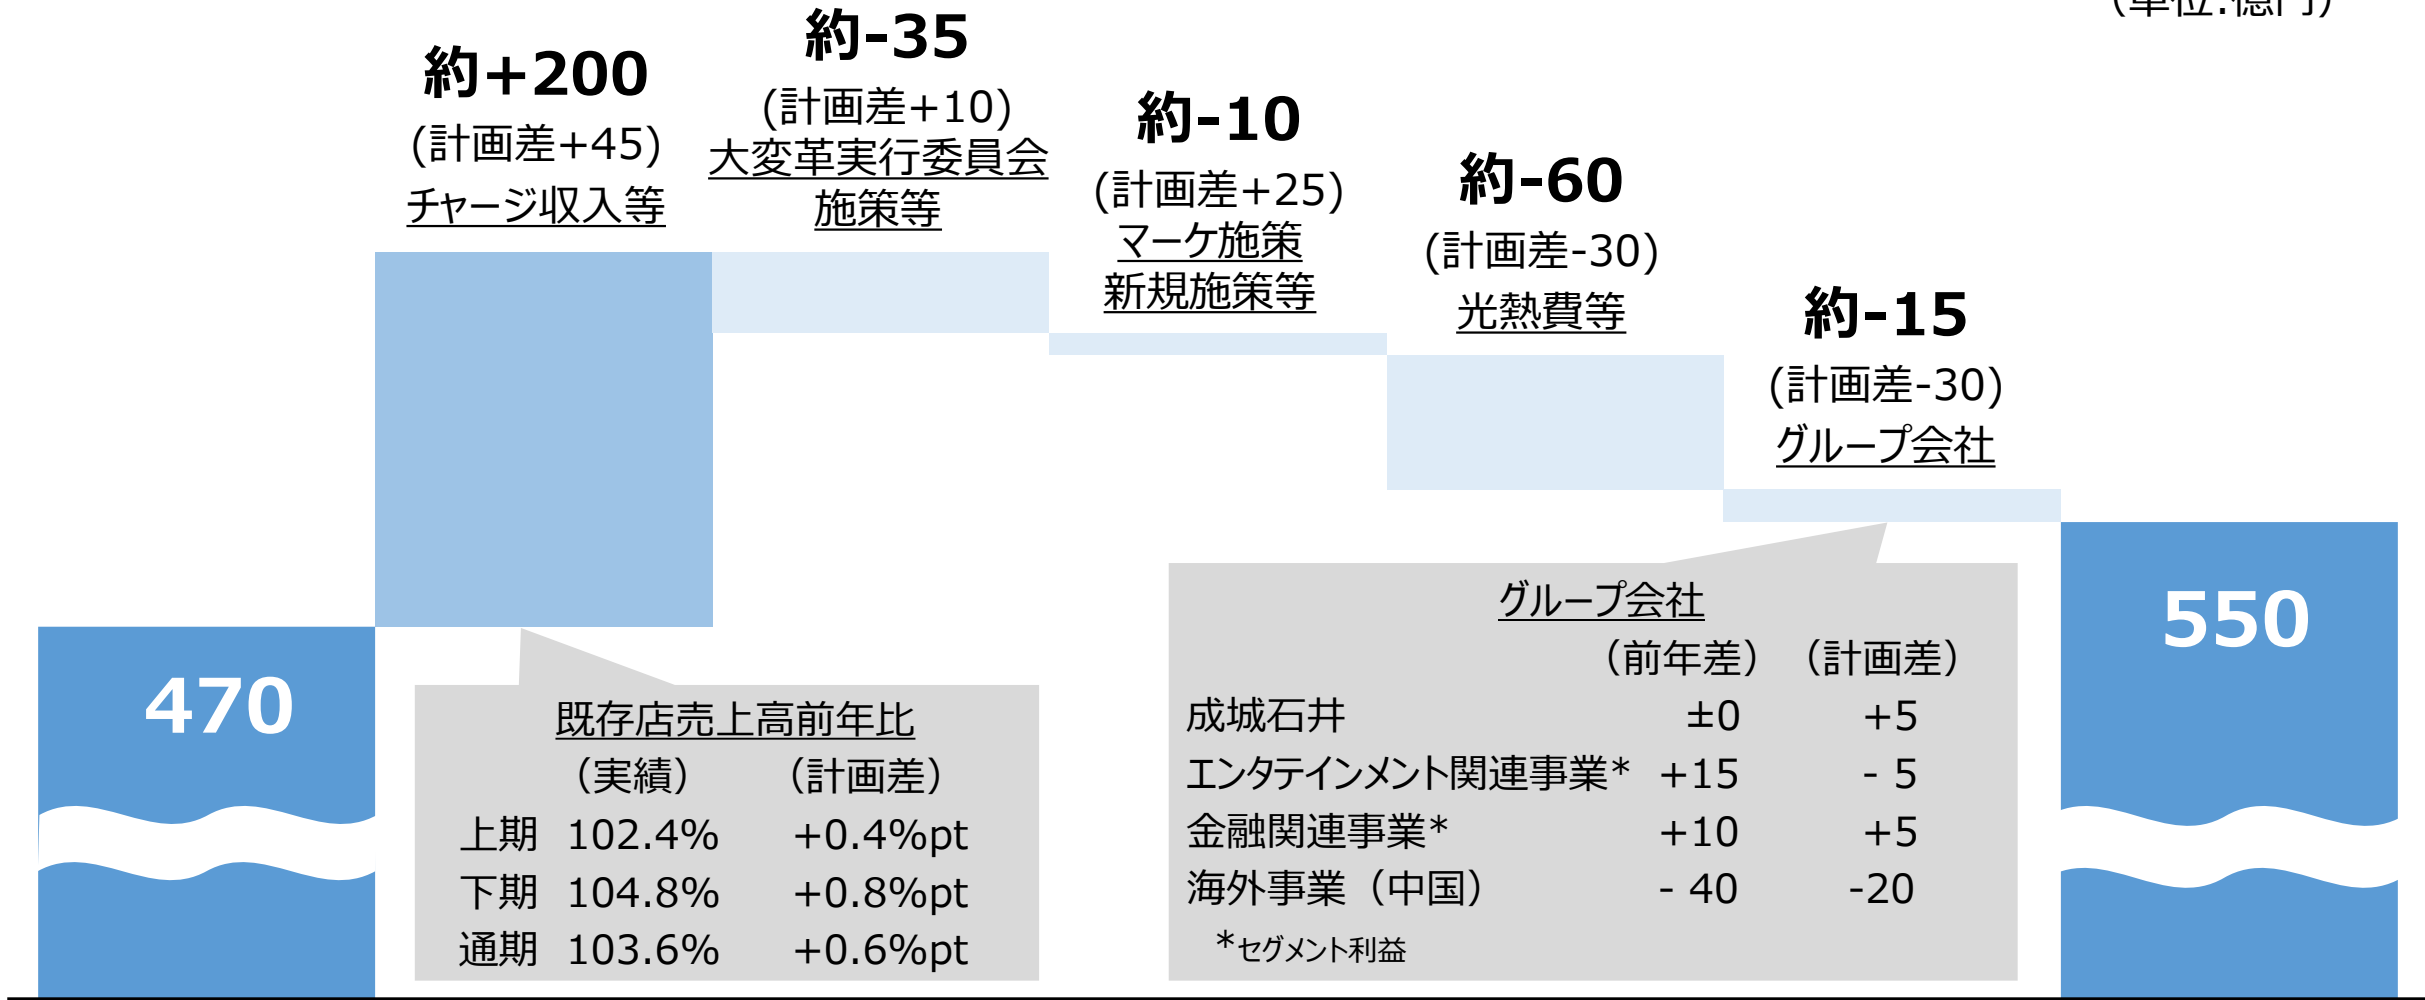 （単位:億円）
約+200
(計画差+45)
チャージ収入等
約-35
(計画差+10)
大変革実行委員会
施策等
約-10
(計画差+25)
マーケ施策
新規施策等
約-60
(計画差-30)
光熱費等
約-15
(計画差-30)
グループ会社
470
既存店売上高前年比
（実績） （計画差）
上期 102.4% +0.4%pt
下期 104.8% +0.8%pt
通期 103.6% +0.6%pt
グループ会社
（前年差） （計画差）
成城石井 ±0 +5
エンタテインメント関連事業* +15 - 5
金融関連事業* +10 +5
海外事業（中国） - 40 -20
*セグメント利益
550